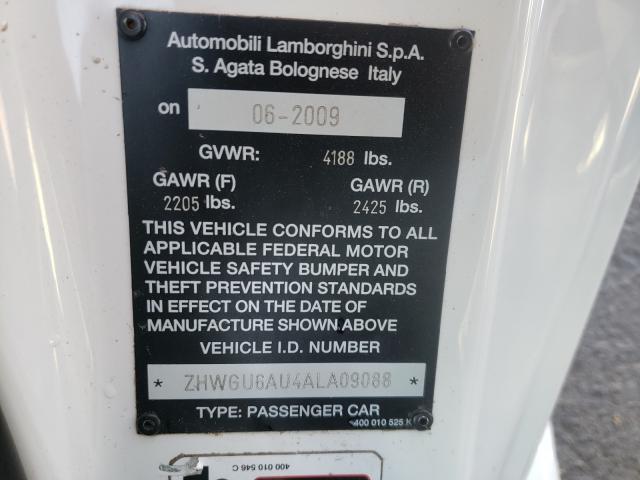 Automobili Lamborghini S.p.A.
S. Agata Bolognese Italy
on 06-2009
GVWR: 4188 lbs.
GAWR (F) GAWR (R)
2205 lbs. 2425 lbs.
THIS VEHICLE CONFORMS TO ALL
APPLICABLE FEDERAL MOTOR
VEHICLE SAFETY BUMPER AND
THEFT PREVENTION STANDARDS
IN EFFECT ON THE DATE OF
MANUFACTURE SHOWN ABOVE
VEHICLE I.D. NUMBER
* ZHWGU6AU4ALA09088 *
TYPE: PASSENGER CAR
400 010 525 K
400 010 546 C